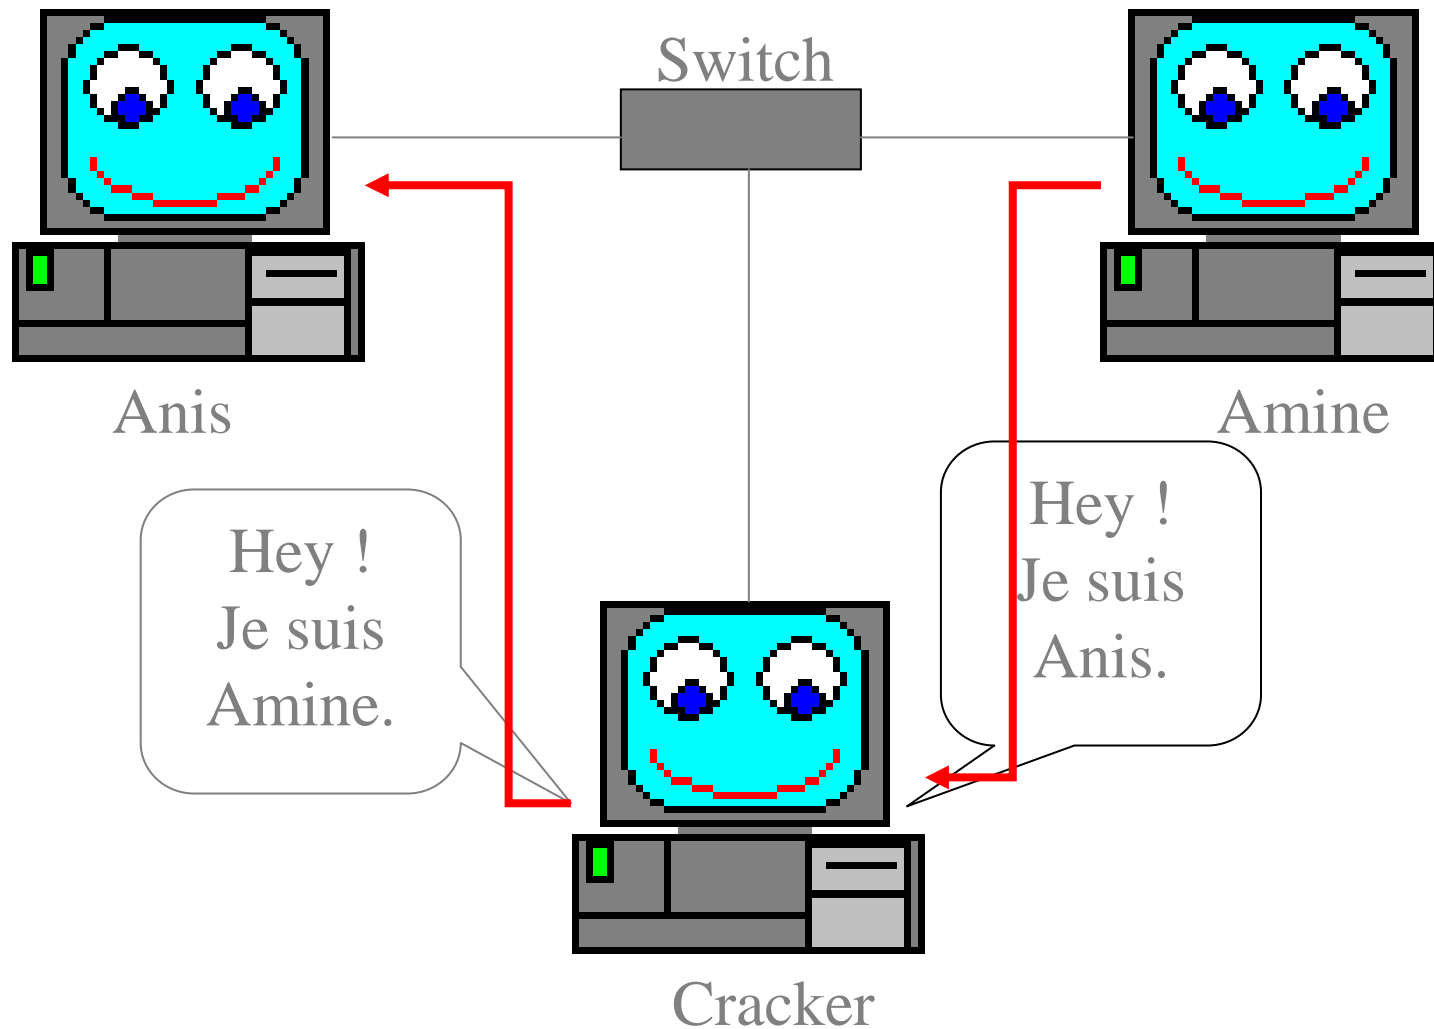 Switch
Anis
Amine
Hey !
Je suis
Amine.
Hey !
Je suis
Anis.
Cracker